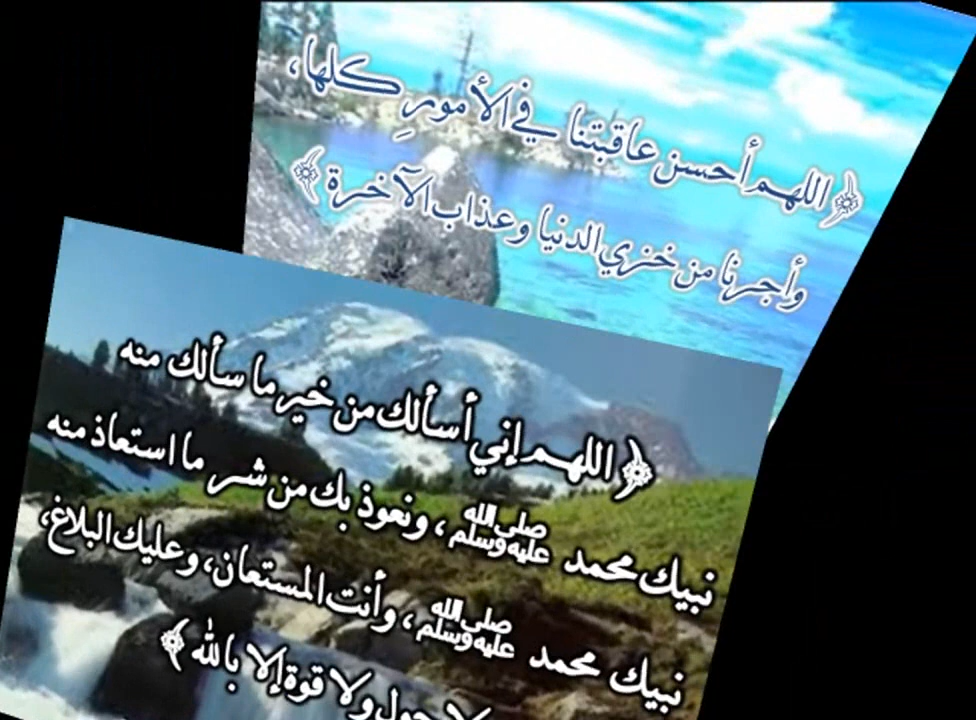 ﴿ اللهم أحسن عاقبتنا في الأمورِ كلها،
وأجرنا من خزي الدنيا وعذاب الآخرة ﴾
﴿ اللهم إني أسألك من خير ما سألك منه
نبيك محمد صلى الله عليه وسلم، ونعوذ بك من شر ما استعاذ منه
نبيك محمد صلى الله عليه وسلم، وأنت المستعان، وعليك البلاغ،
حول ولا قوة إلا بالله ﴾